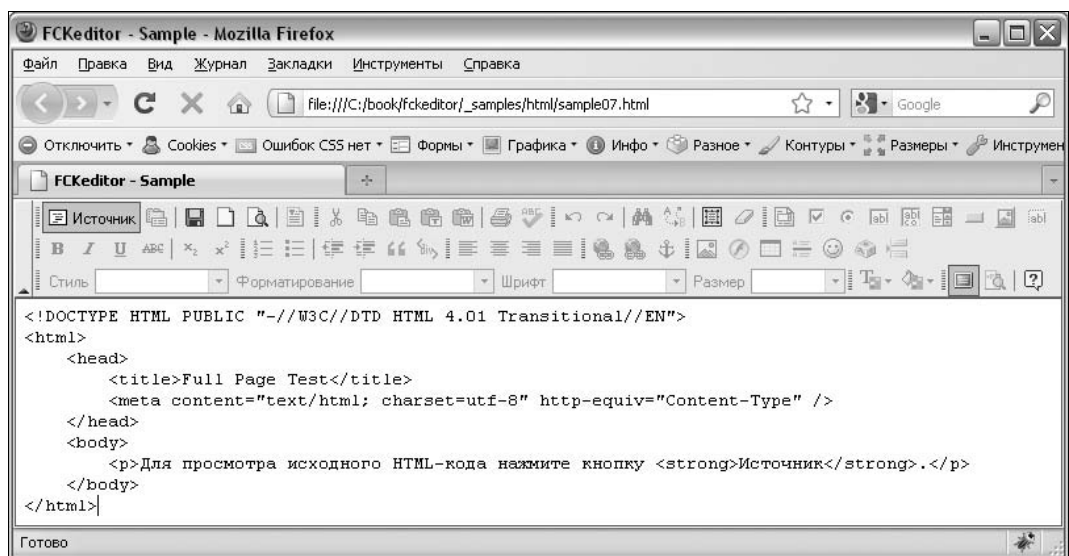 FCKeditor - Sample - Mozilla Firefox
Файл Правка Вид Журнал Закладки Инструменты Справка
file:///C:/book/fckeditor/_samples/html/sample07.html Google
Отключить Cookies Ошибок CSS нет Формы Графика Инфо Разное Контуры Размеры Инструмен
FCKeditor - Sample
Источник
B I U ABC x₂ x²
Стиль Форматирование Шрифт Размер
<!DOCTYPE HTML PUBLIC "-//W3C//DTD HTML 4.01 Transitional//EN">
<html>
    <head>
        <title>Full Page Test</title>
        <meta content="text/html; charset=utf-8" http-equiv="Content-Type" />
    </head>
    <body>
        <p>Для просмотра исходного HTML-кода нажмите кнопку <strong>Источник</strong>.</p>
    </body>
</html>
Готово